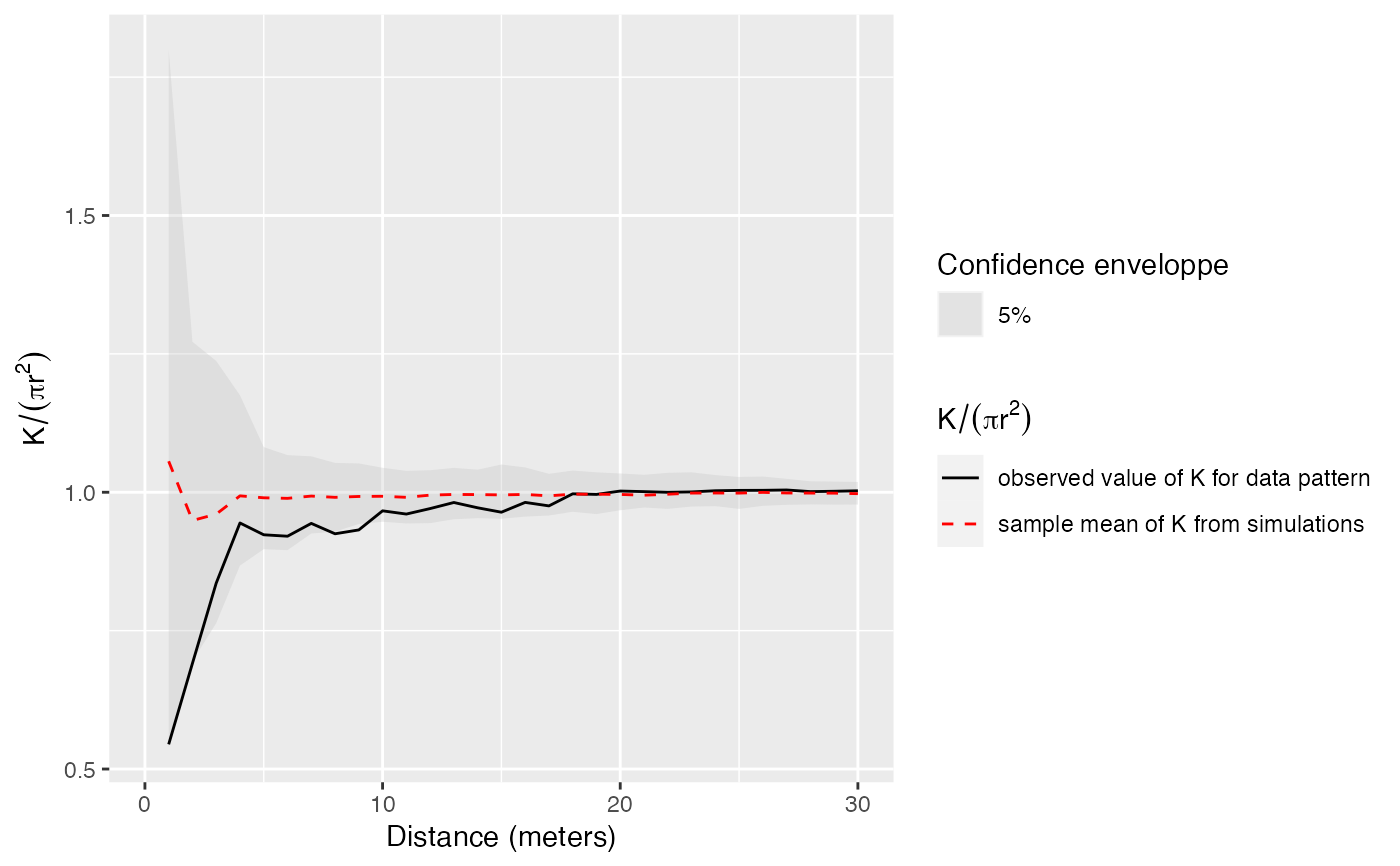 1.5
1.0
0.5
K/(πr²)
0
10
20
30
Distance (meters)
Confidence enveloppe
5%
K/(πr²)
observed value of K for data pattern
sample mean of K from simulations